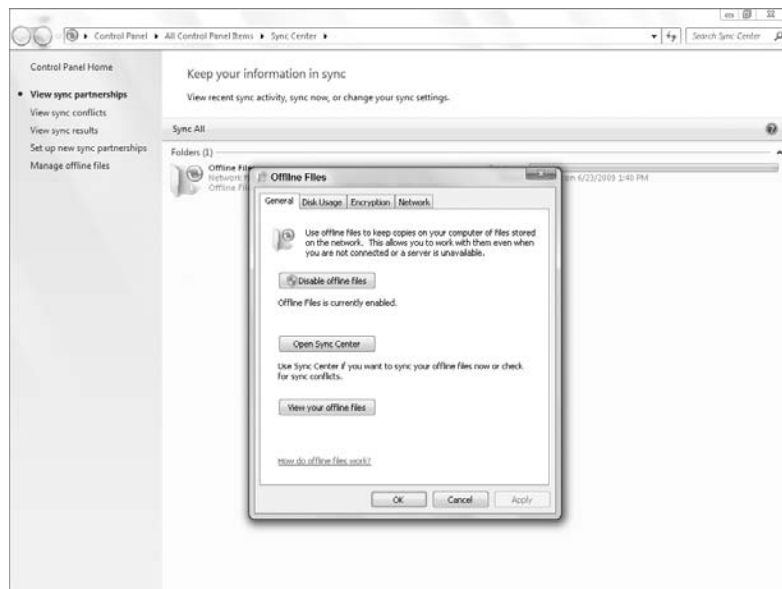 Control Panel ▸ All Control Panel Items ▸ Sync Center ▸
Search Sync Center
Control Panel Home
View sync partnerships
View sync conflicts
View sync results
Set up new sync partnerships
Manage offline files
Keep your information in sync
View recent sync activity, sync now, or change your sync settings.
Sync All
Folders (1)
Offline
Network
Offline
on 6/23/2009 1:40 PM
Offline Files
General
Disk Usage
Encryption
Network
Use offline files to keep copies on your computer of files stored
on the network. This allows you to work with them even when
you are not connected or a server is unavailable.
Disable offline files
Offline Files is currently enabled.
Open Sync Center
Use Sync Center if you want to sync your offline files now or check
for sync conflicts.
View your offline files
How do offline files work?
OK
Cancel
Apply